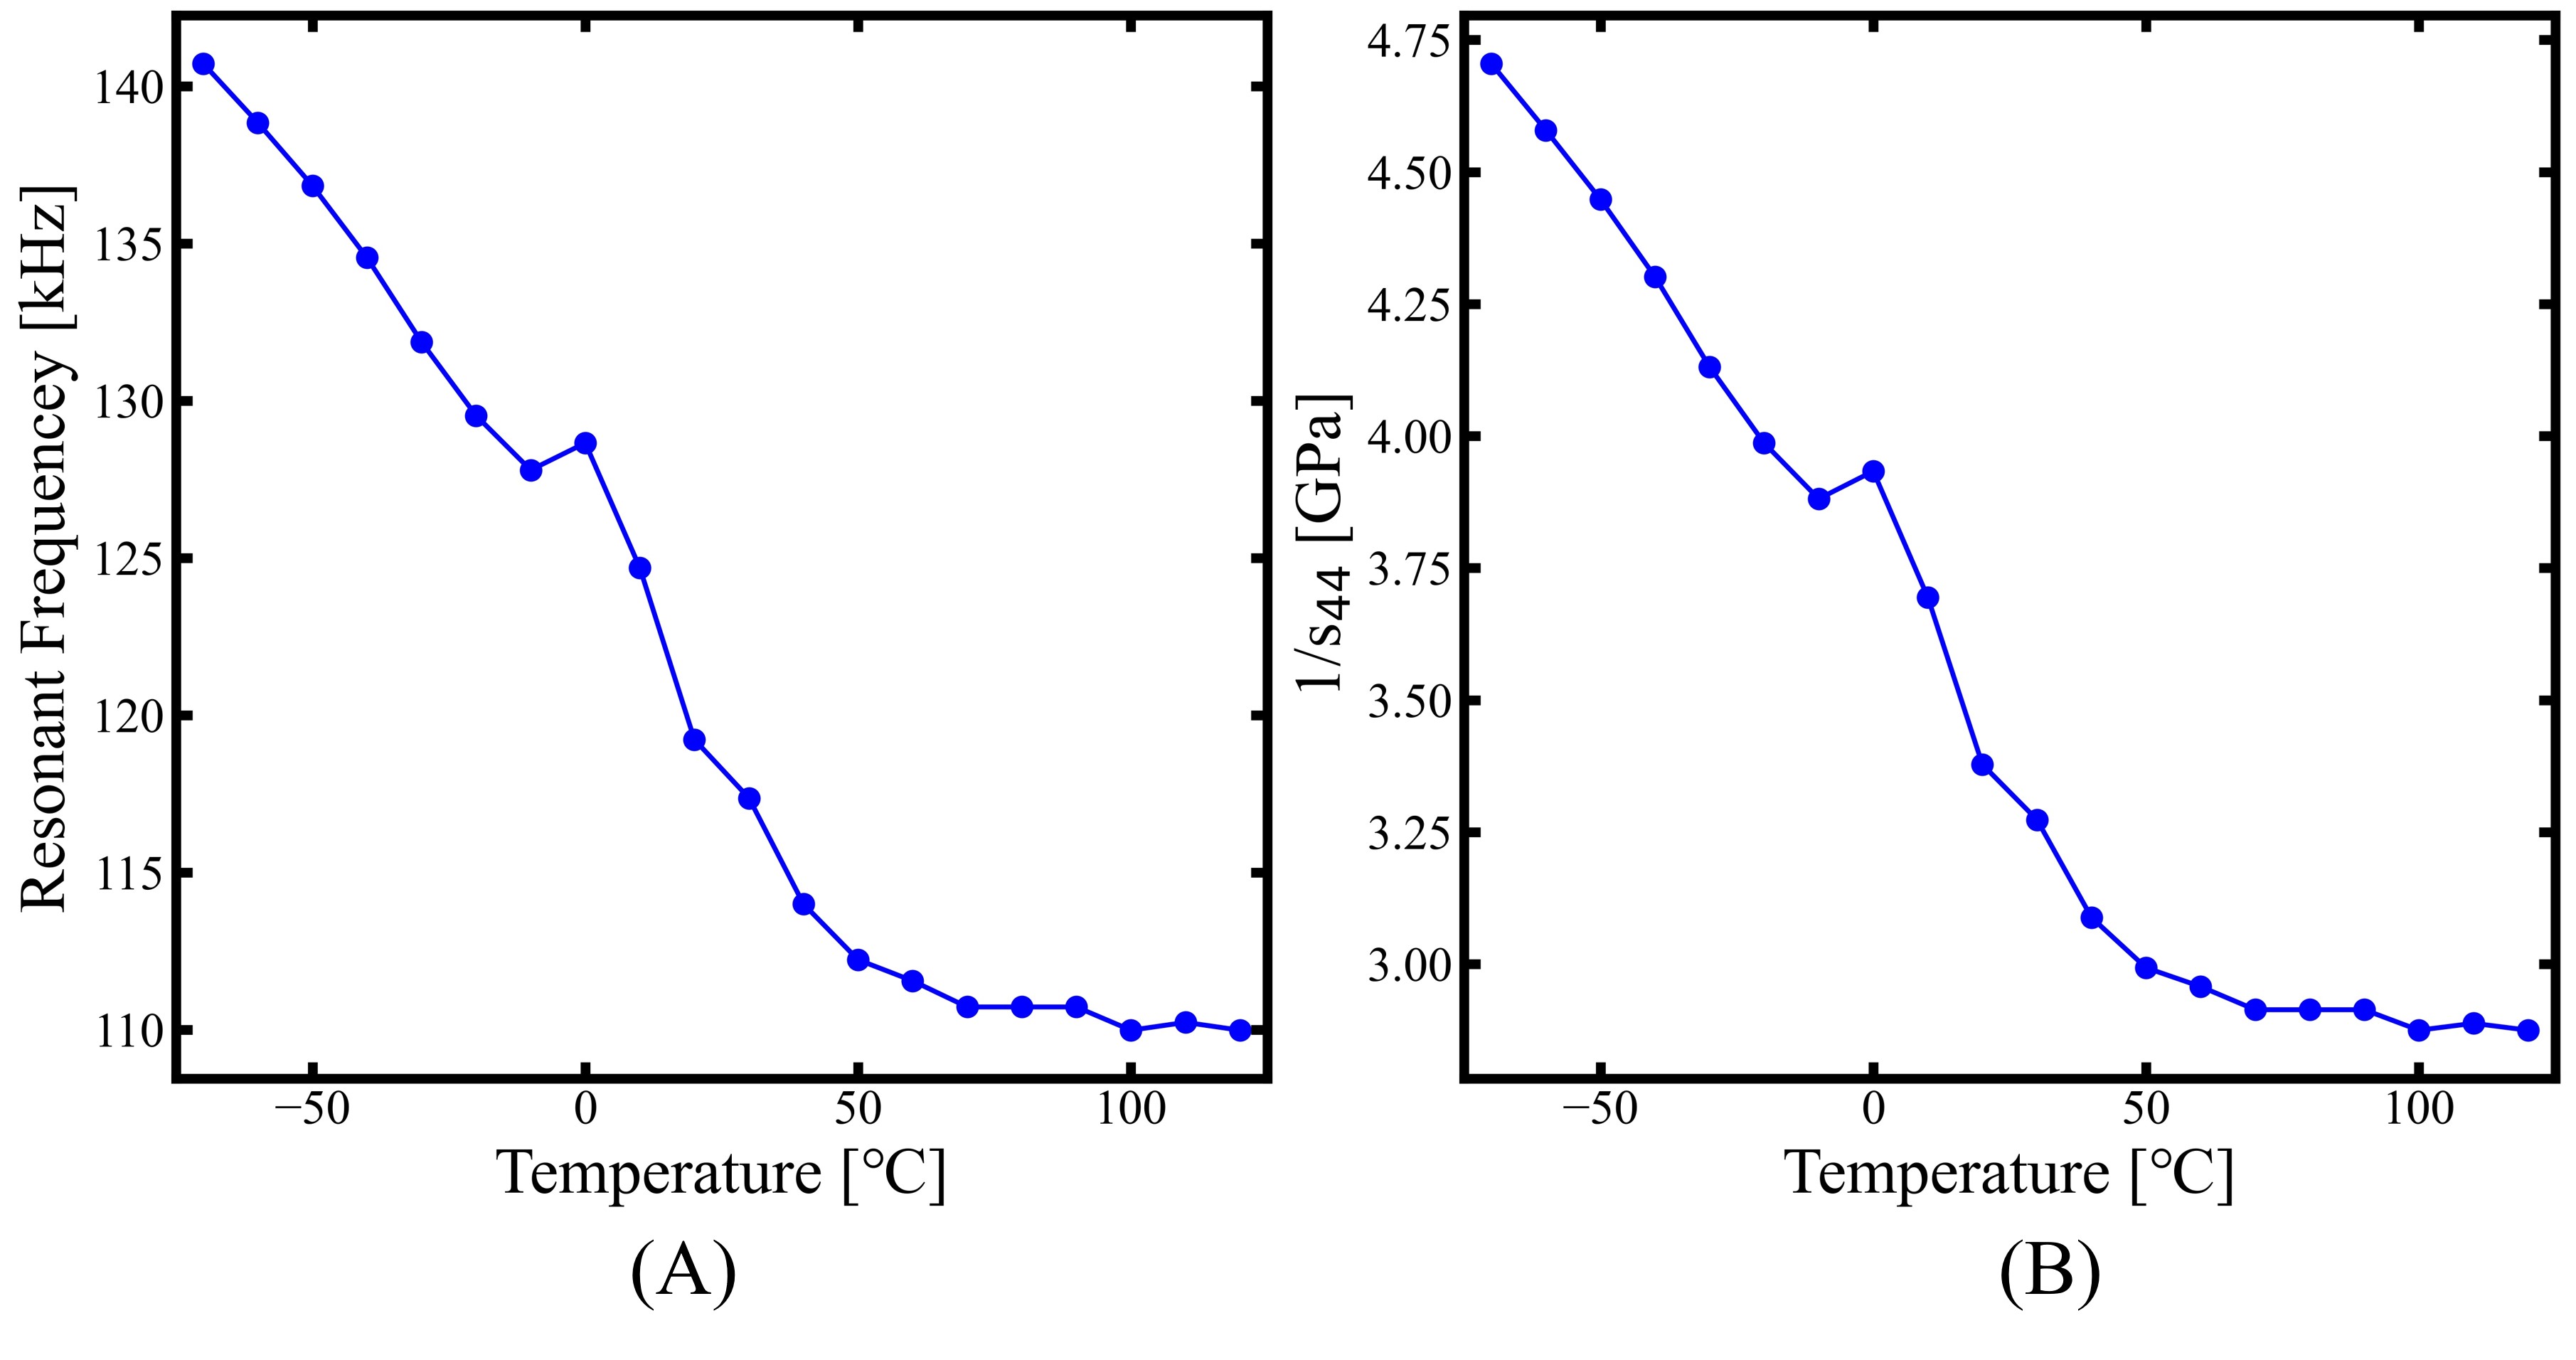 Resonant Frequencey [kHz]
140
135
130
125
120
115
110
−50 0 50 100
Temperature [°C]
(A)
1/s44 [GPa]
4.75
4.50
4.25
4.00
3.75
3.50
3.25
3.00
−50 0 50 100
Temperature [°C]
(B)